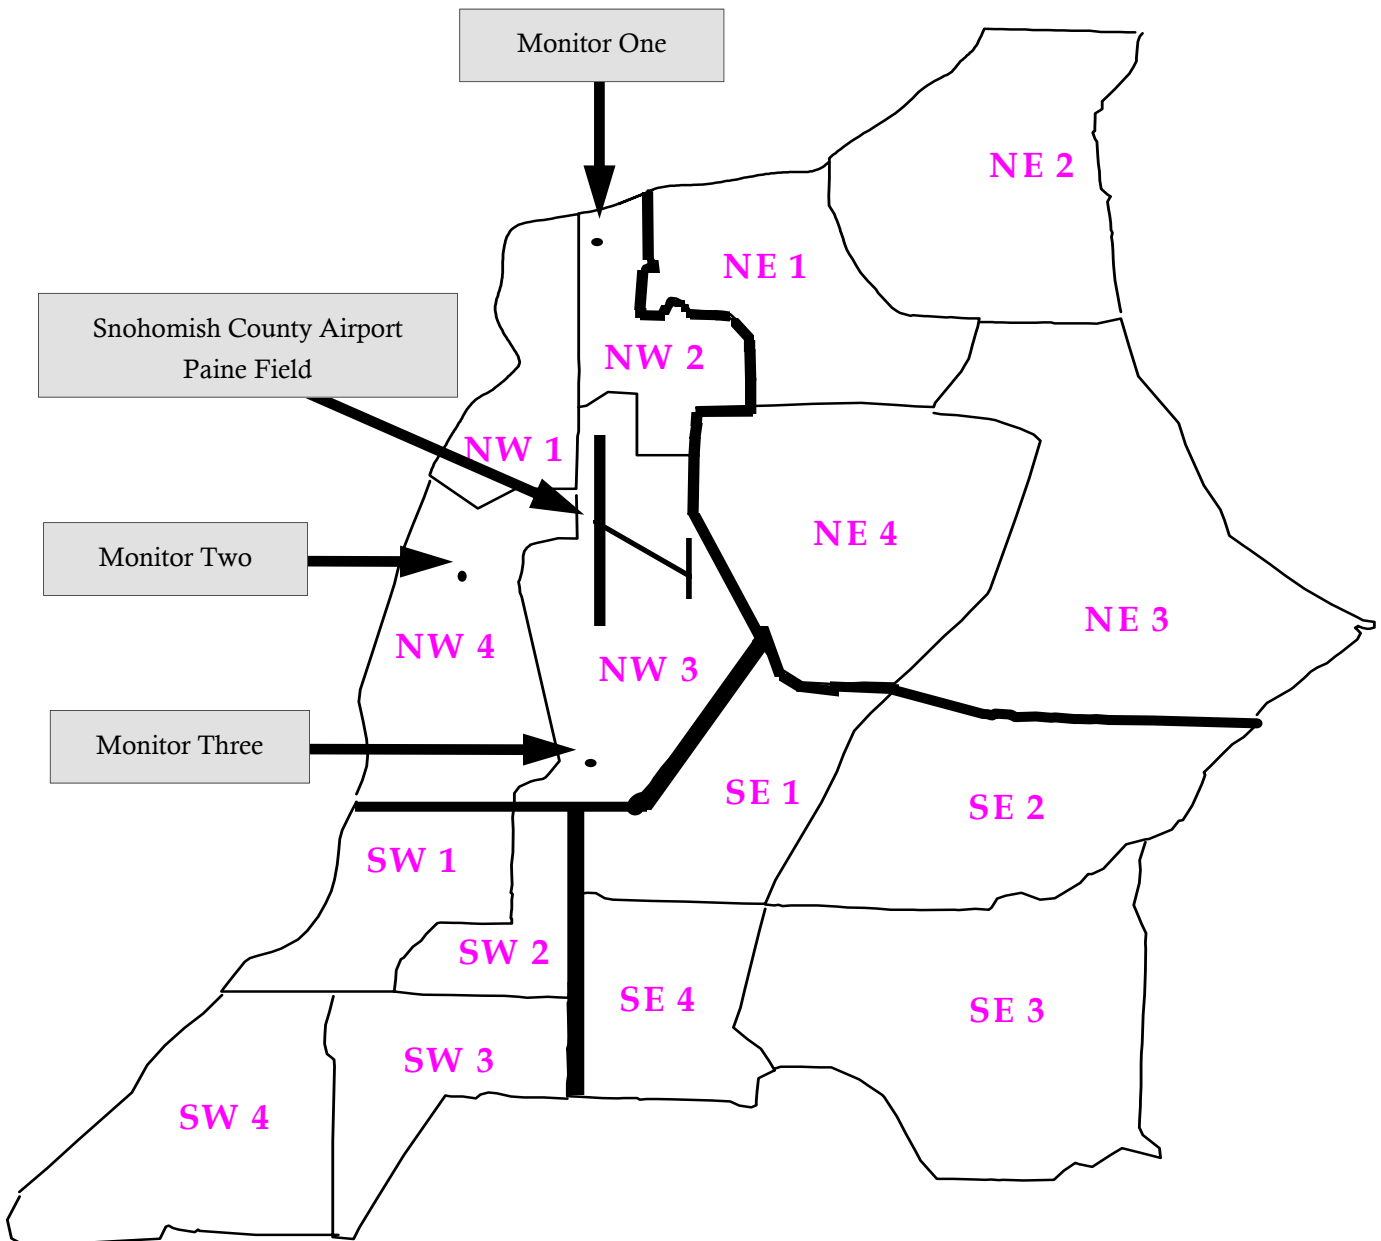 Monitor One
NE 2
NE 1
Snohomish County Airport
Paine Field
NW 2
NW 1
NE 4
Monitor Two
NE 3
NW 4
NW 3
Monitor Three
SE 1
SE 2
SW 1
SW 2
SE 4
SE 3
SW 3
SW 4